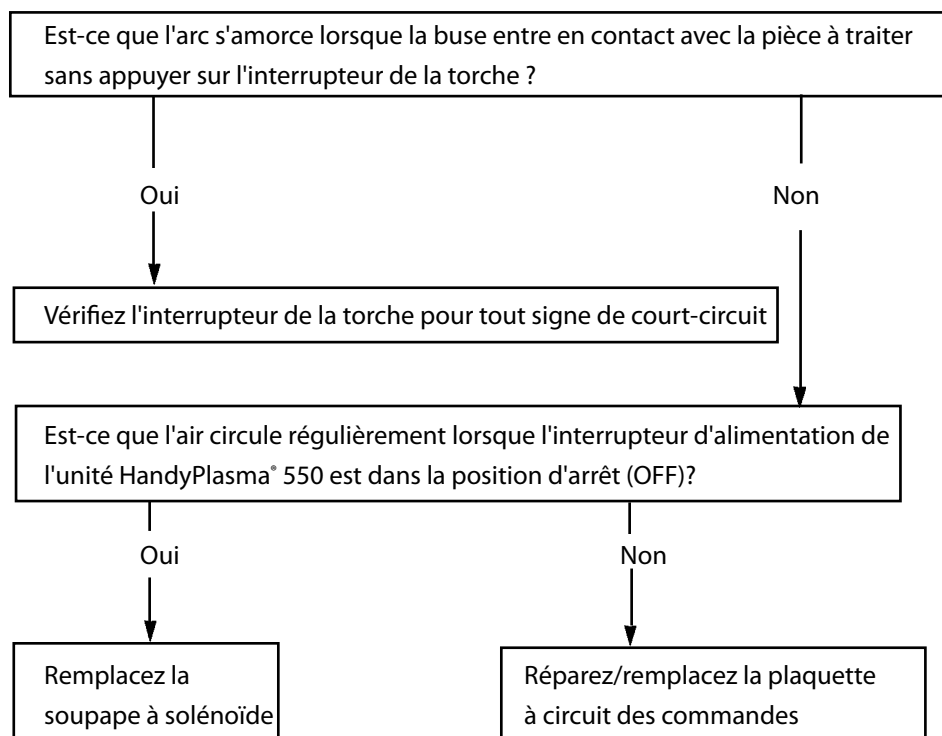 Est-ce que l'arc s'amorce lorsque la buse entre en contact avec la pièce à traiter
sans appuyer sur l'interrupteur de la torche ?
Oui
Non
Vérifiez l'interrupteur de la torche pour tout signe de court-circuit
Est-ce que l'air circule régulièrement lorsque l'interrupteur d'alimentation de
l'unité HandyPlasma® 550 est dans la position d'arrêt (OFF)?
Oui
Non
Remplacez la
soupape à solénoïde
Réparez/remplacez la plaquette
à circuit des commandes